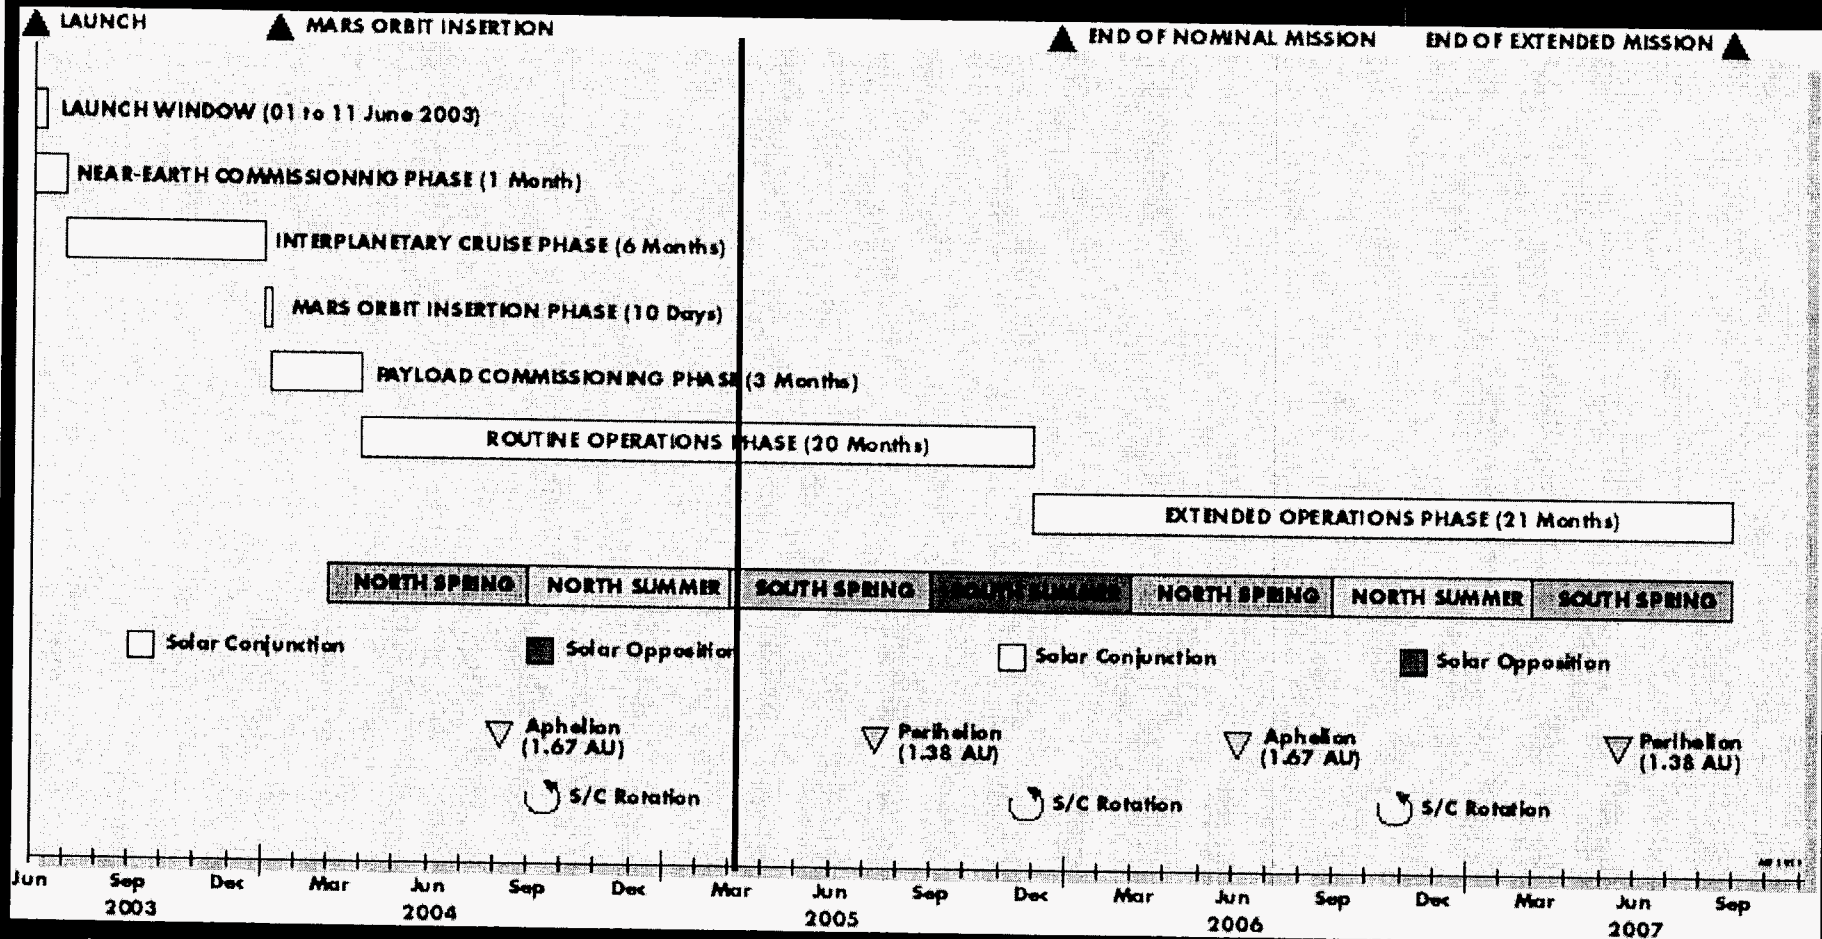 LAUNCH
MARS ORBIT INSERTION
END OF NOMINAL MISSION
END OF EXTENDED MISSION
LAUNCH WINDOW (01 to 11 June 2003)
NEAR-EARTH COMMISSIONNIG PHASE (1 Month)
INTERPLANETARY CRUISE PHASE (6 Months)
MARS ORBIT INSERTION PHASE (10 Days)
PAYLOAD COMMISSIONING PHASE (3 Months)
ROUTINE OPERATIONS PHASE (20 Months)
EXTENDED OPERATIONS PHASE (21 Months)
NORTH SPRING
NORTH SUMMER
SOUTH SPRING
SOUTH SUMMER
NORTH SPRING
NORTH SUMMER
SOUTH SPRING
Solar Conjunction
Solar Opposition
Solar Conjunction
Solar Opposition
Aphelion
(1.67 AU)
Perihelion
(1.38 AU)
Aphelion
(1.67 AU)
Perihelion
(1.38 AU)
S/C Rotation
S/C Rotation
S/C Rotation
Jun Sep Dec Mar Jun Sep Dec Mar Jun Sep Dec Mar Jun Sep Dec Mar Jun Sep
2003 2004 2005 2006 2007